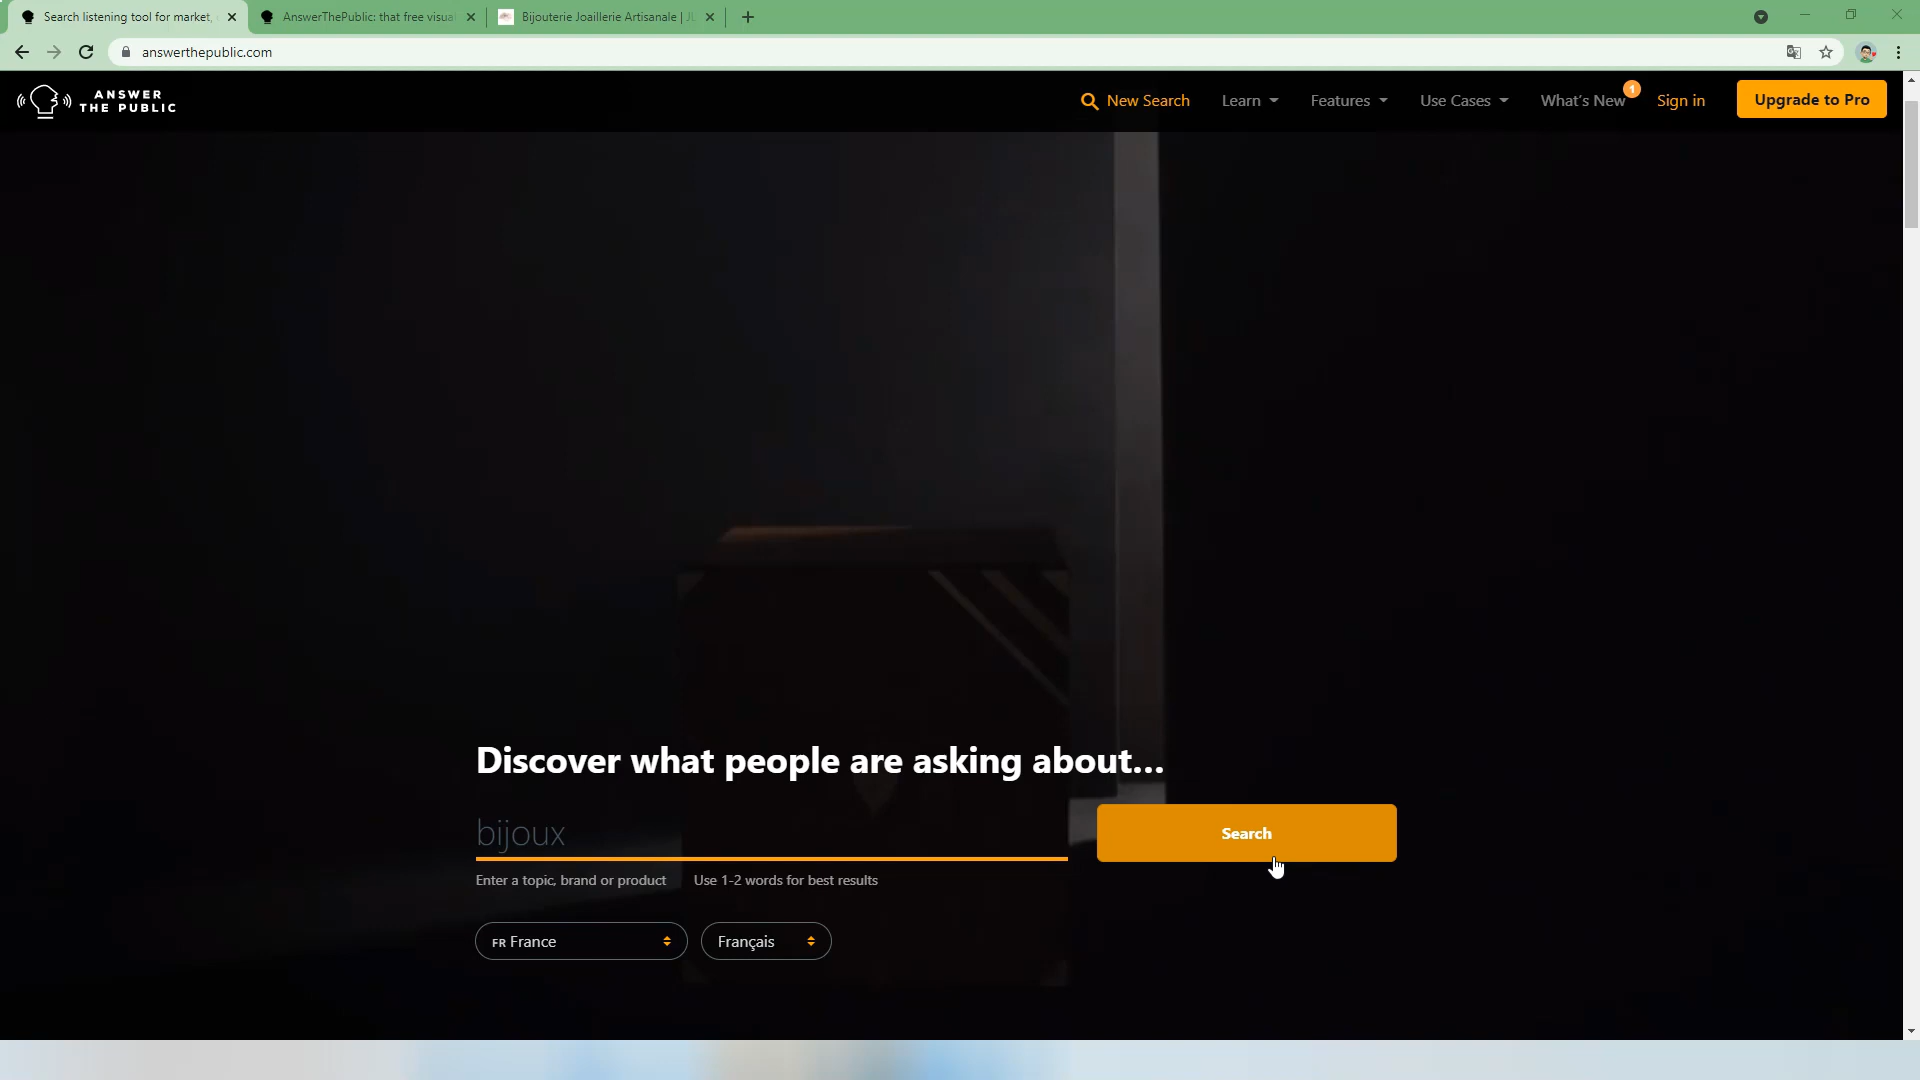 Search listening tool for market,
AnswerThePublic: that free visua
Bijouterie Joaillerie Artisanale | JL
answerthepublic.com
ANSWER
THE PUBLIC
New Search
Learn
Features
Use Cases
What's New
1
Sign in
Upgrade to Pro
Discover what people are asking about...
bijoux
Search
Enter a topic, brand or product
Use 1-2 words for best results
FR France
Français